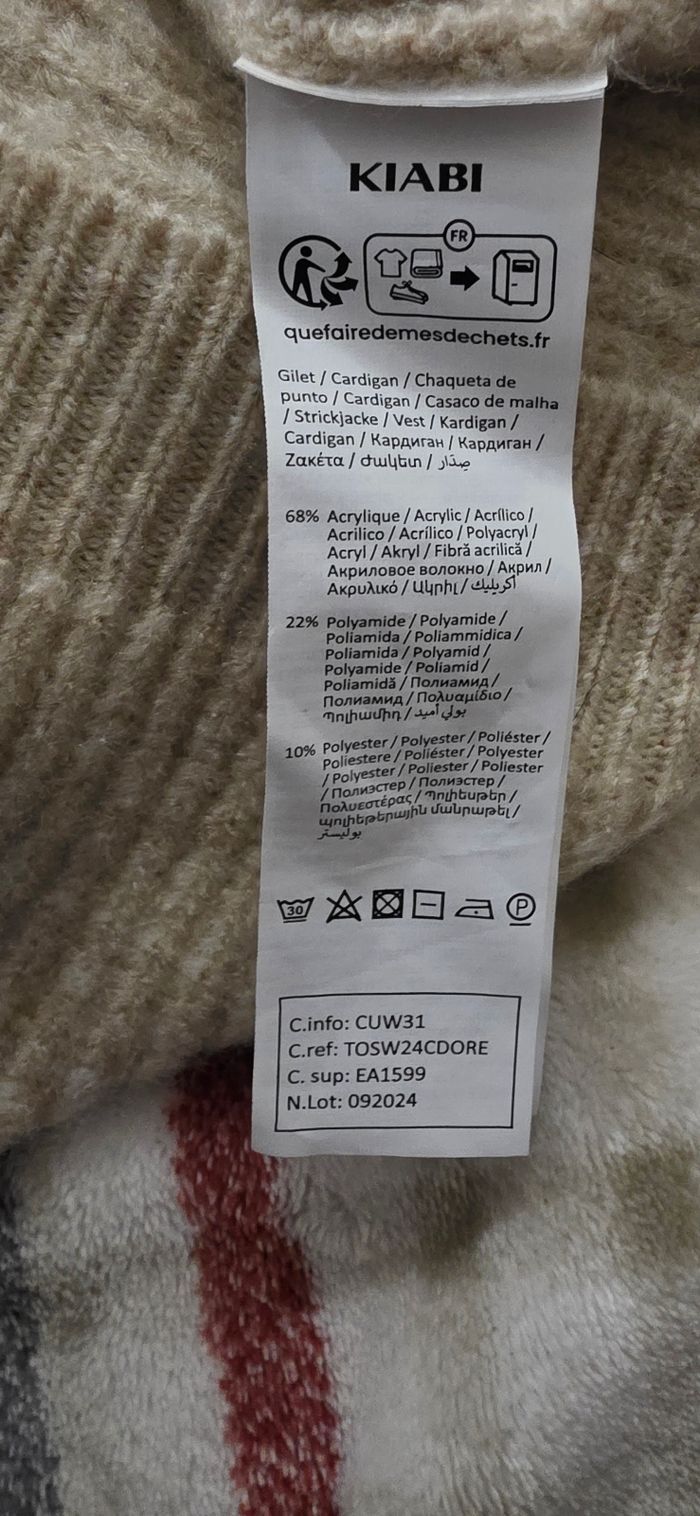 KIABI
FR
quefairedemesdechets.fr
Gilet / Cardigan / Chaqueta de
punto / Cardigan / Casaco de malha
/ Strickjacke / Vest / Kardigan /
Cardigan / Кардиган / Кардиган /
Ζακέτα / Ժակետ / صِدَار
68% Acrylique / Acrylic / Acrílico /
Acrilico / Acrílico / Polyacryl /
Acryl / Akryl / Fibră acrilică /
Акриловое волокно / Акрил /
Ακρυλικό / Ակրիլ / أكريليك
22% Polyamide / Polyamide /
Poliamida / Poliammidica /
Poliamida / Polyamid /
Polyamide / Poliamid /
Poliamidă / Полиамид /
Полиамид / Πολυαμίδιο /
Պոլիամիդ / بولي أميد
10% Polyester / Polyester / Poliéster /
Poliestere / Poliéster / Polyester
/ Polyester / Poliester / Poliester
/ Полиэстер / Полиэстер /
Πολυεστέρας / Պոլիեսթեր /
պոլիեթերային մանրաթել /
بوليستر
30
P
C.info: CUW31
C.ref: TOSW24CDORE
C. sup: EA1599
N.Lot: 092024